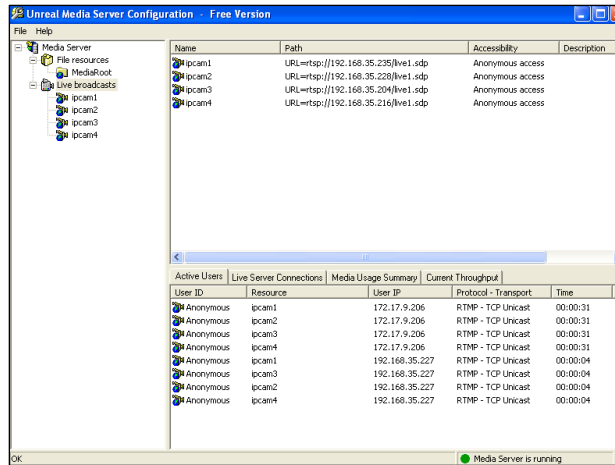 Unreal Media Server Configuration - Free Version
File Help
Media Server
File resources
MediaRoot
Live broadcasts
ipcam1
ipcam2
ipcam3
ipcam4
Name Path Accessibility Description
ipcam1 URL=rtsp://192.168.35.235/live1.sdp Anonymous access
ipcam2 URL=rtsp://192.168.35.228/live1.sdp Anonymous access
ipcam3 URL=rtsp://192.168.35.204/live1.sdp Anonymous access
ipcam4 URL=rtsp://192.168.35.216/live1.sdp Anonymous access
Active Users Live Server Connections Media Usage Summary Current Throughput
User ID Resource User IP Protocol - Transport Time
Anonymous ipcam1 172.17.9.206 RTMP - TCP Unicast 00:00:31
Anonymous ipcam2 172.17.9.206 RTMP - TCP Unicast 00:00:31
Anonymous ipcam3 172.17.9.206 RTMP - TCP Unicast 00:00:31
Anonymous ipcam4 172.17.9.206 RTMP - TCP Unicast 00:00:31
Anonymous ipcam1 192.168.35.227 RTMP - TCP Unicast 00:00:04
Anonymous ipcam3 192.168.35.227 RTMP - TCP Unicast 00:00:04
Anonymous ipcam2 192.168.35.227 RTMP - TCP Unicast 00:00:04
Anonymous ipcam4 192.168.35.227 RTMP - TCP Unicast 00:00:04
OK Media Server is running